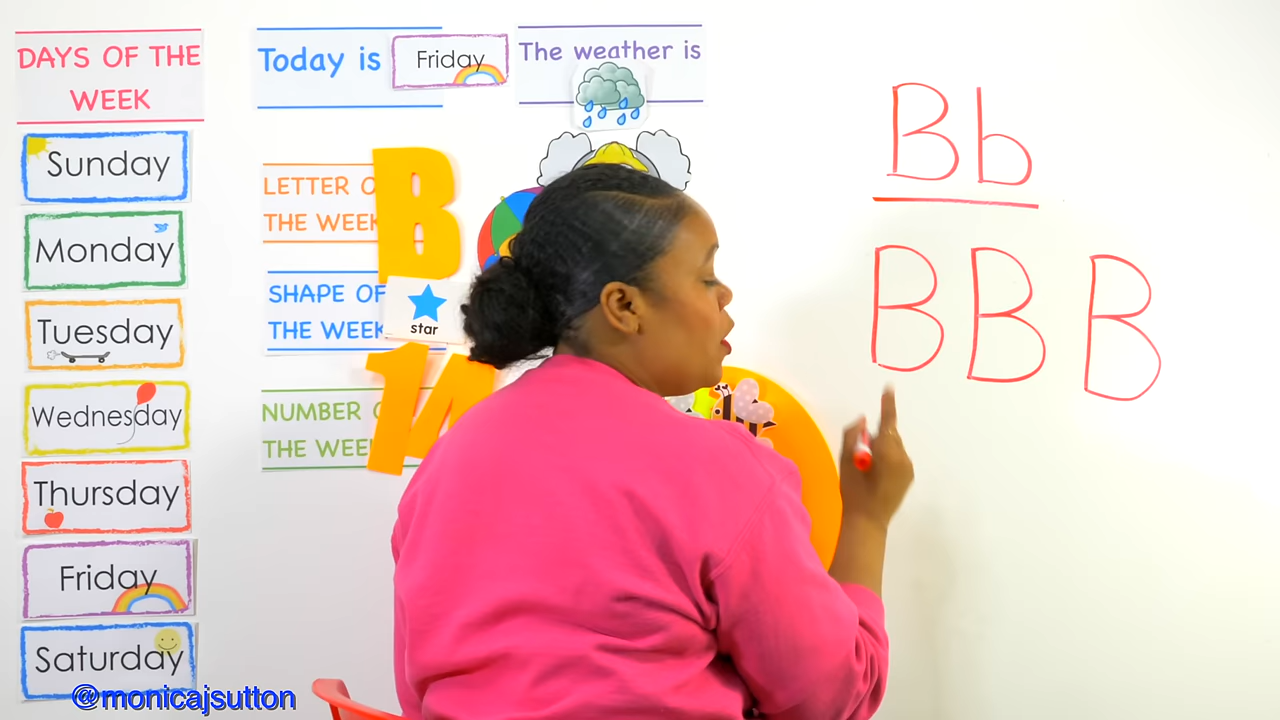 DAYS OF THE
WEEK
Sunday
Monday
Tuesday
Wednesday
Thursday
Friday
Saturday
Today is Friday
The weather is
LETTER O
THE WEEK
B
SHAPE OF
THE WEEK
star
NUMBER O
THE WEEK
14
Bb
B B B
@monicajsutton